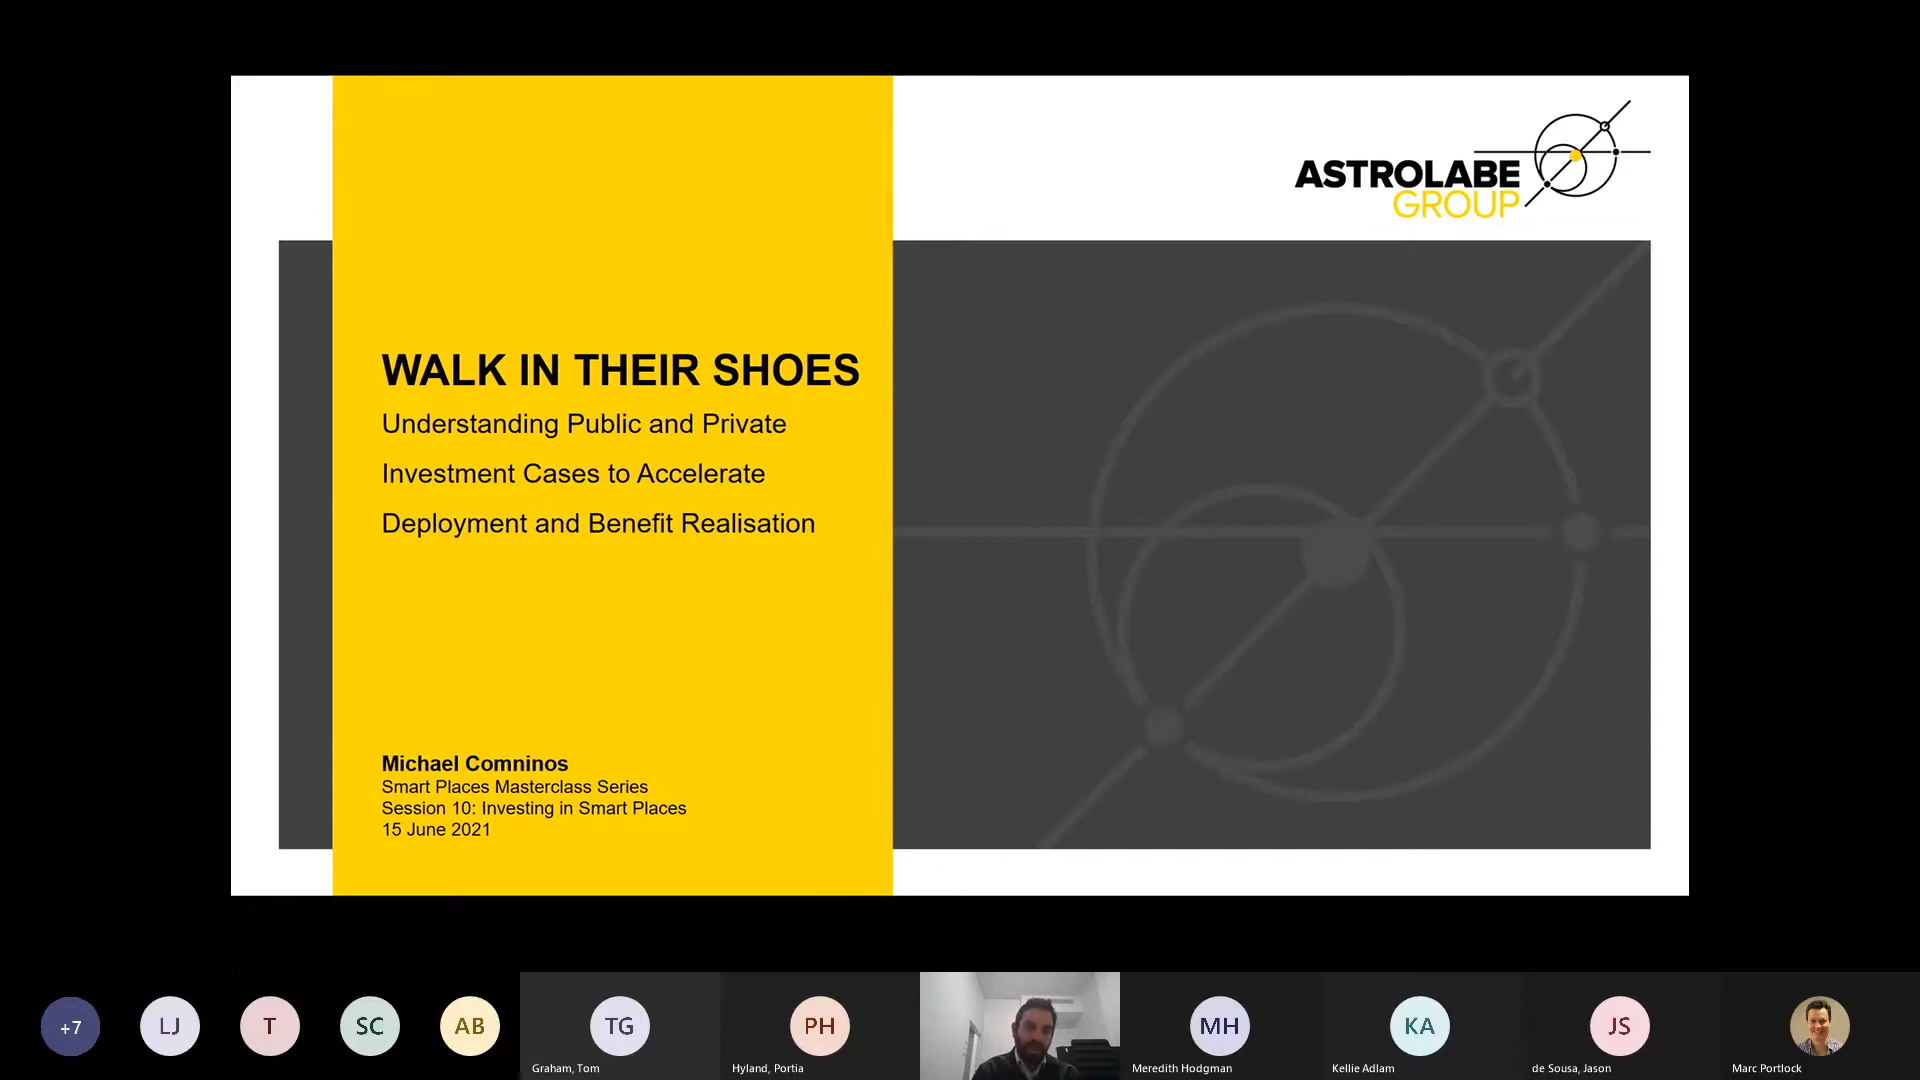 ASTROLABE
GROUP
WALK IN THEIR SHOES
Understanding Public and Private
Investment Cases to Accelerate
Deployment and Benefit Realisation
Michael Comninos
Smart Places Masterclass Series
Session 10: Investing in Smart Places
15 June 2021
+7
LJ
T
SC
AB
TG
PH
MH
KA
JS
Graham, Tom
Hyland, Portia
Meredith Hodgman
Kellie Adlam
de Sousa, Jason
Marc Portlock